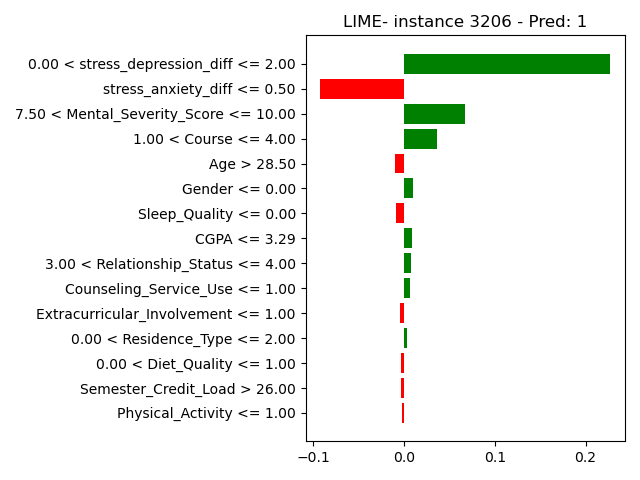 LIME- instance 3206 - Pred: 1
0.00 < stress_depression_diff <= 2.00
stress_anxiety_diff <= 0.50
7.50 < Mental_Severity_Score <= 10.00
1.00 < Course <= 4.00
Age > 28.50
Gender <= 0.00
Sleep_Quality <= 0.00
CGPA <= 3.29
3.00 < Relationship_Status <= 4.00
Counseling_Service_Use <= 1.00
Extracurricular_Involvement <= 1.00
0.00 < Residence_Type <= 2.00
0.00 < Diet_Quality <= 1.00
Semester_Credit_Load > 26.00
Physical_Activity <= 1.00
−0.1 0.0 0.1 0.2